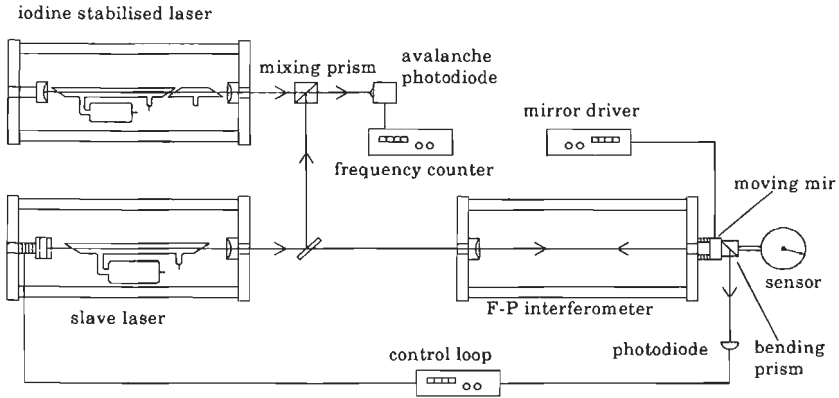 iodine stabilised laser
mixing prism
avalanche
photodiode
mirror driver
frequency counter
moving mir
F-P interferometer
sensor
slave laser
control loop
photodiode
bending
prism